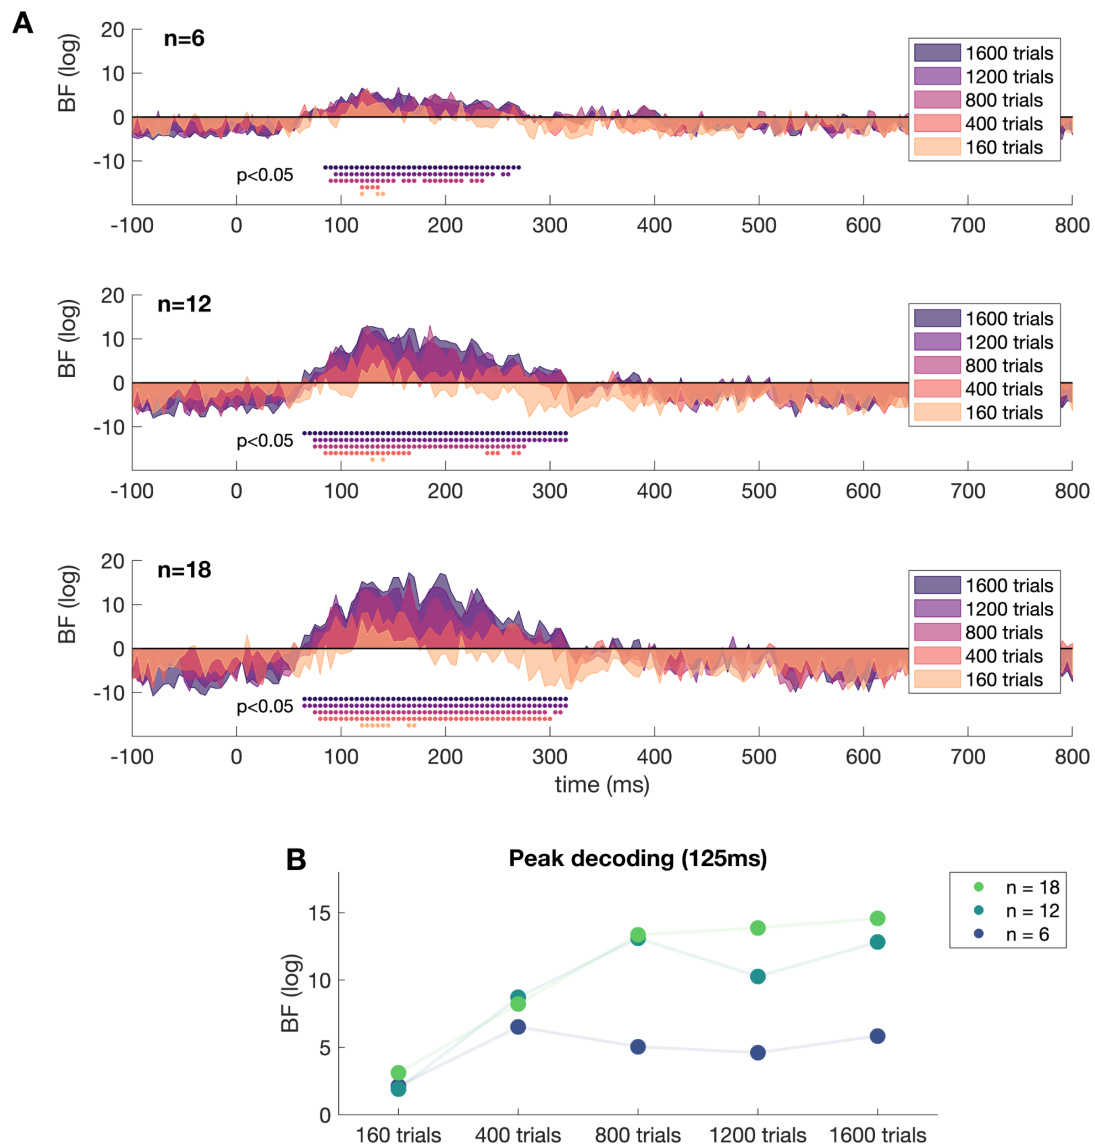 A
n=6
BF (log)
20
10
0
-10
p<0.05
1600 trials
1200 trials
800 trials
400 trials
160 trials
-100 0 100 200 300 400 500 600 700 800
n=12
BF (log)
20
10
0
-10
p<0.05
1600 trials
1200 trials
800 trials
400 trials
160 trials
-100 0 100 200 300 400 500 600 700 800
n=18
BF (log)
20
10
0
-10
p<0.05
1600 trials
1200 trials
800 trials
400 trials
160 trials
-100 0 100 200 300 400 500 600 700 800
time (ms)
B
Peak decoding (125ms)
BF (log)
15
10
5
0
n = 18
n = 12
n = 6
160 trials 400 trials 800 trials 1200 trials 1600 trials